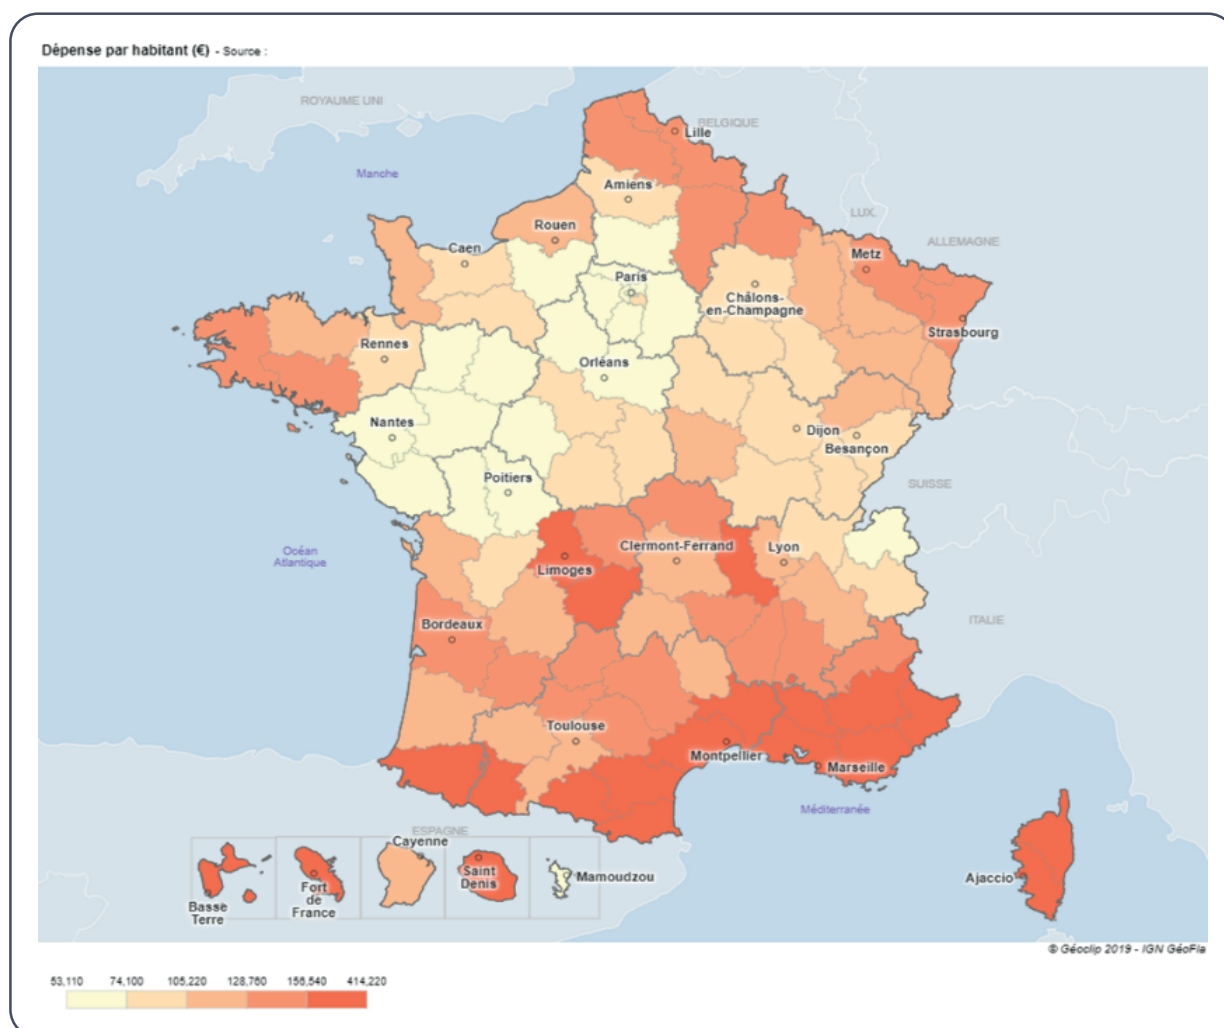 Dépense par habitant (€) - Source :
ROYAUME UNI
BELGIQUE
Lille
Manche
Amiens
LUX.
Rouen
ALLEMAGNE
Caen
Metz
Paris
Châlons-
en-Champagne
Strasbourg
Rennes
Orléans
Nantes
Dijon
Besançon
Poitiers
SUISSE
Océan
Atlantique
Clermont-Ferrand
Lyon
Limoges
Bordeaux
ITALIE
Toulouse
Montpellier
Marseille
Méditerranée
ESPAGNE
Cayenne
Saint
Denis
Mamoudzou
Ajaccio
Fort
de
France
Basse
Terre
© Géoclip 2019 - IGN GéoFla
53,110 74,100 105,220 128,760 156,540 414,220